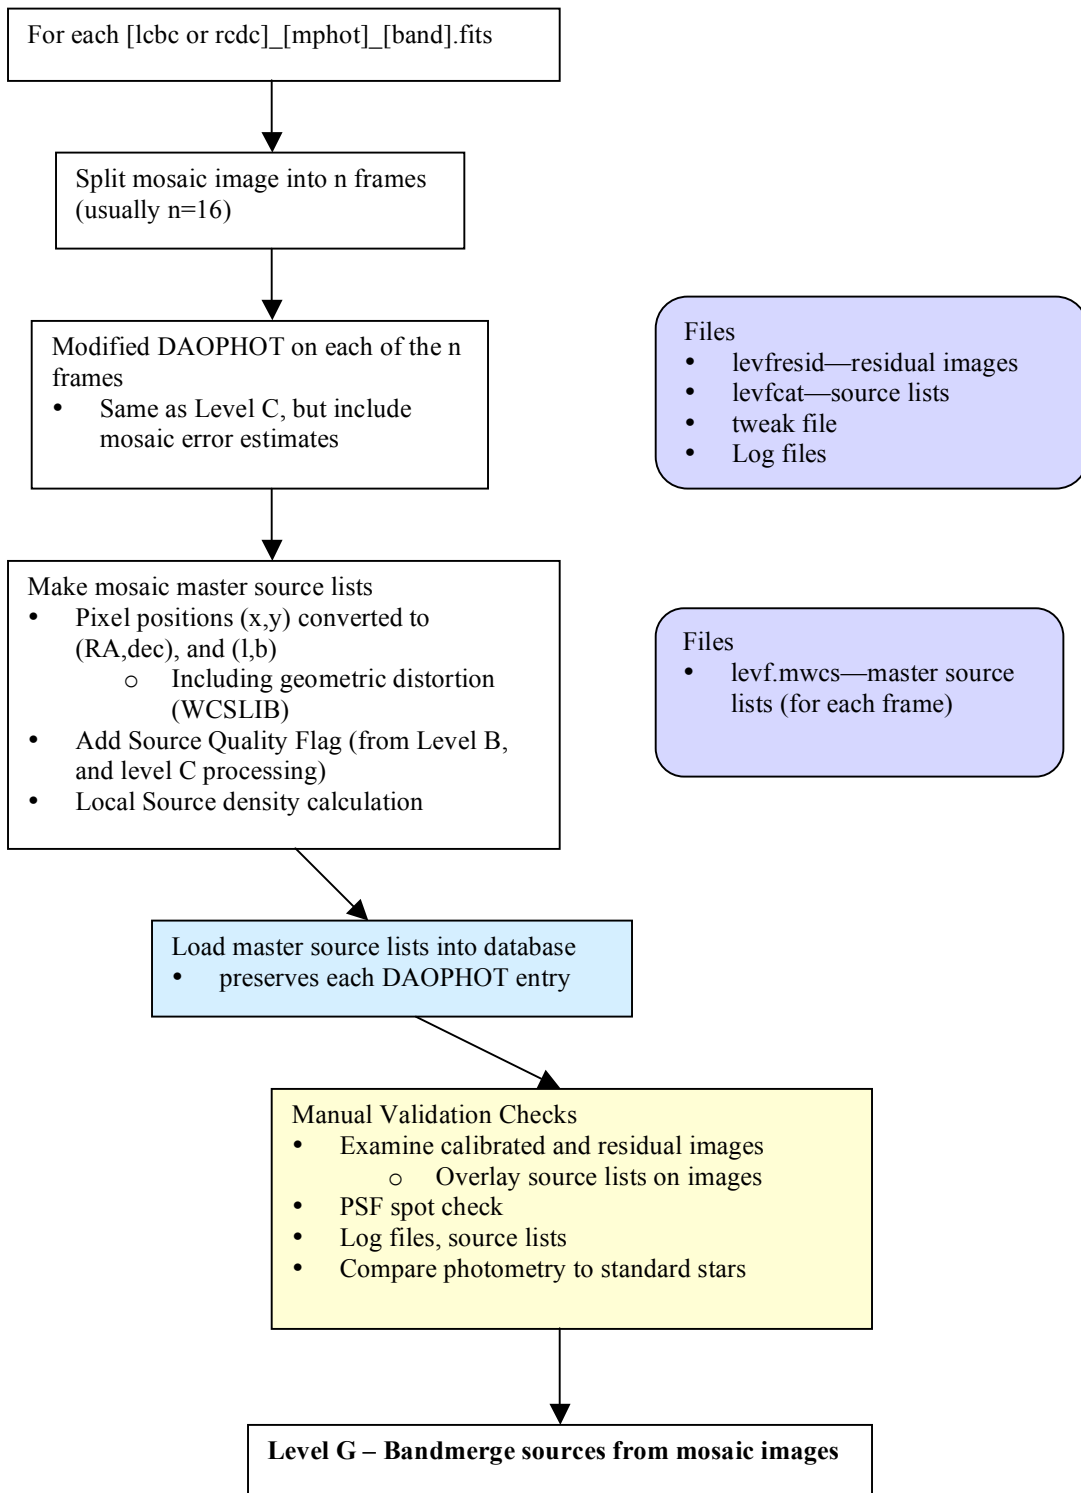 For each [lcbc or rcdc]_[mphot]_[band].fits
Split mosaic image into n frames
(usually n=16)
Modified DAOPHOT on each of the n
frames
• Same as Level C, but include
mosaic error estimates
Files
• levfresid—residual images
• levfcat—source lists
• tweak file
• Log files
Make mosaic master source lists
• Pixel positions (x,y) converted to
(RA,dec), and (l,b)
o Including geometric distortion
(WCSLIB)
• Add Source Quality Flag (from Level B,
and level C processing)
• Local Source density calculation
Files
• levf.mwcs—master source
lists (for each frame)
Load master source lists into database
• preserves each DAOPHOT entry
Manual Validation Checks
• Examine calibrated and residual images
o Overlay source lists on images
• PSF spot check
• Log files, source lists
• Compare photometry to standard stars
Level G – Bandmerge sources from mosaic images